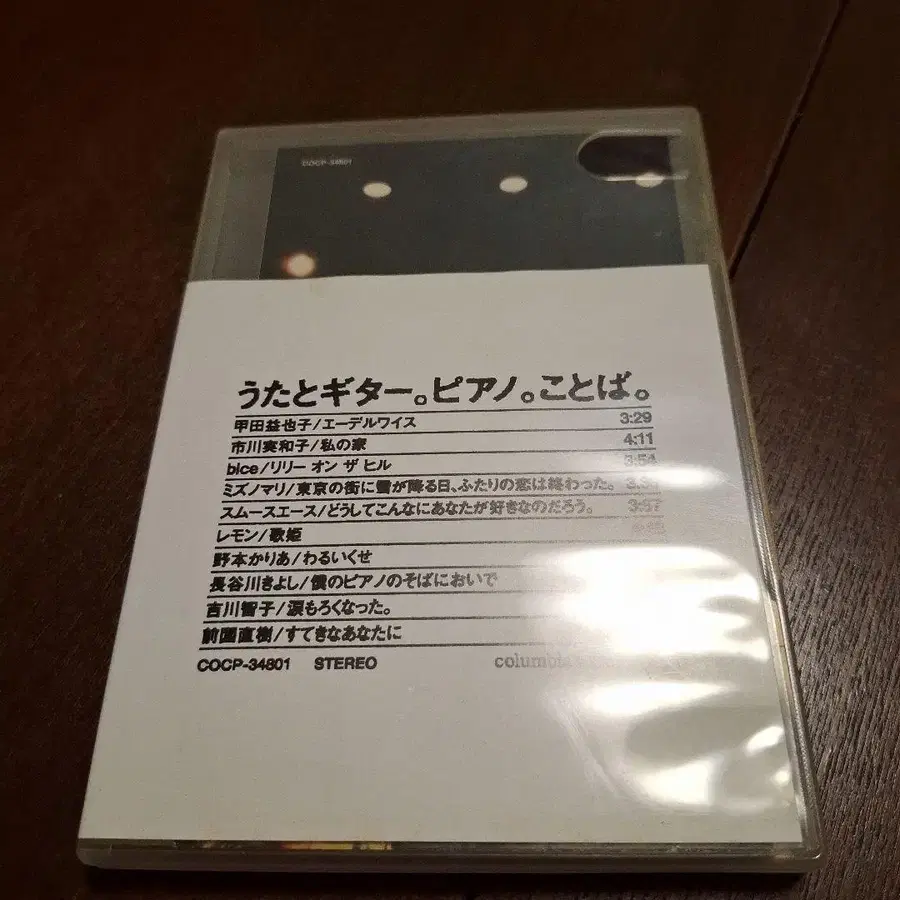 COCP-34801
うたとギター。ピアノ。ことば。
甲田益也子/エーデルワイス 3:29
市川実和子/私の家 4:11
bice/リリー オン ザ ヒル 3:54
ミズノマリ/東京の街に雪が降る日、ふたりの恋は終わった。
スムースエース/どうしてこんなにあなたが好きなのだろう。 3:57
レモン/歌姫
野本かりあ/わるいくせ
長谷川きよし/僕のピアノのそばにおいで
吉川智子/涙もろくなった。
前園直樹/すてきなあなたに
COCP-34801 STEREO